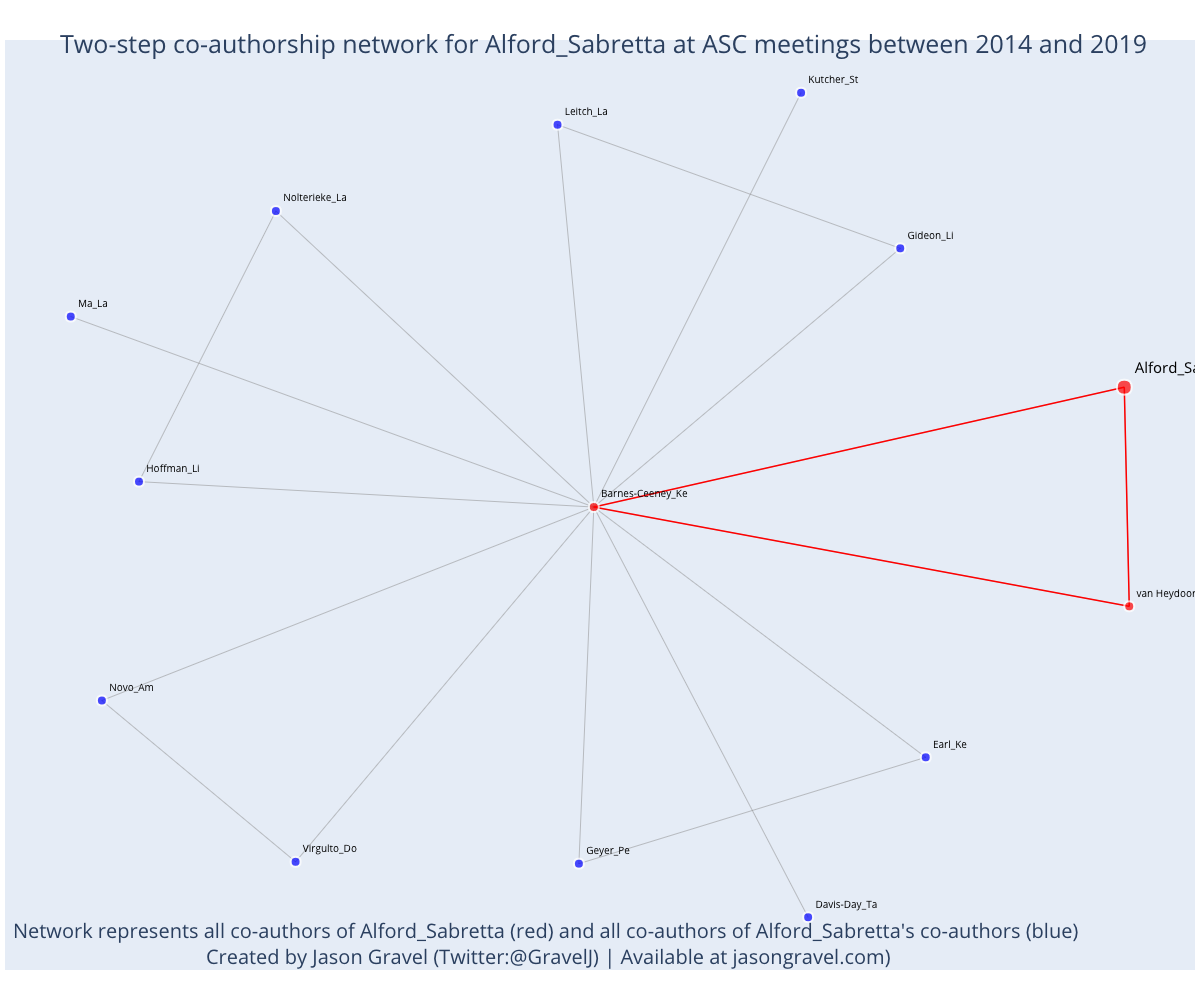 Two-step co-authorship network for Alford_Sabretta at ASC meetings between 2014 and 2019
Kutcher_St
Leitch_La
Nolterieke_La
Gideon_Li
Ma_La
Alford_Sa
Hoffman_Li
Barnes-Ceeney_Ke
van Heydoor
Novo_Am
Earl_Ke
Virgulto_Do
Geyer_Pe
Davis-Day_Ta
Network represents all co-authors of Alford_Sabretta (red) and all co-authors of Alford_Sabretta's co-authors (blue)
Created by Jason Gravel (Twitter:@GravelJ) | Available at jasongravel.com)